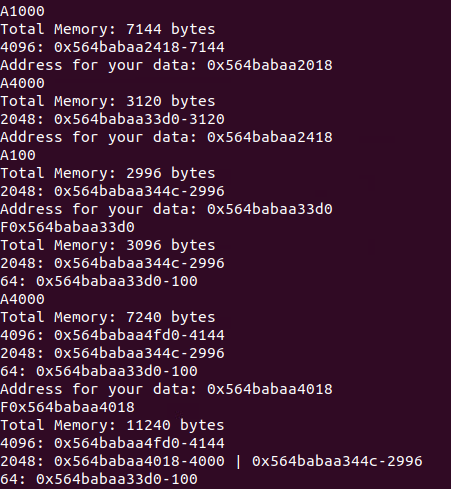 A1000
Total Memory: 7144 bytes
4096: 0x564babaa2418-7144
Address for your data: 0x564babaa2018
A4000
Total Memory: 3120 bytes
2048: 0x564babaa33d0-3120
Address for your data: 0x564babaa2418
A100
Total Memory: 2996 bytes
2048: 0x564babaa344c-2996
Address for your data: 0x564babaa33d0
F0x564babaa33d0
Total Memory: 3096 bytes
2048: 0x564babaa344c-2996
64: 0x564babaa33d0-100
A4000
Total Memory: 7240 bytes
4096: 0x564babaa4fd0-4144
2048: 0x564babaa344c-2996
64: 0x564babaa33d0-100
Address for your data: 0x564babaa4018
F0x564babaa4018
Total Memory: 11240 bytes
4096: 0x564babaa4fd0-4144
2048: 0x564babaa4018-4000 | 0x564babaa344c-2996
64: 0x564babaa33d0-100